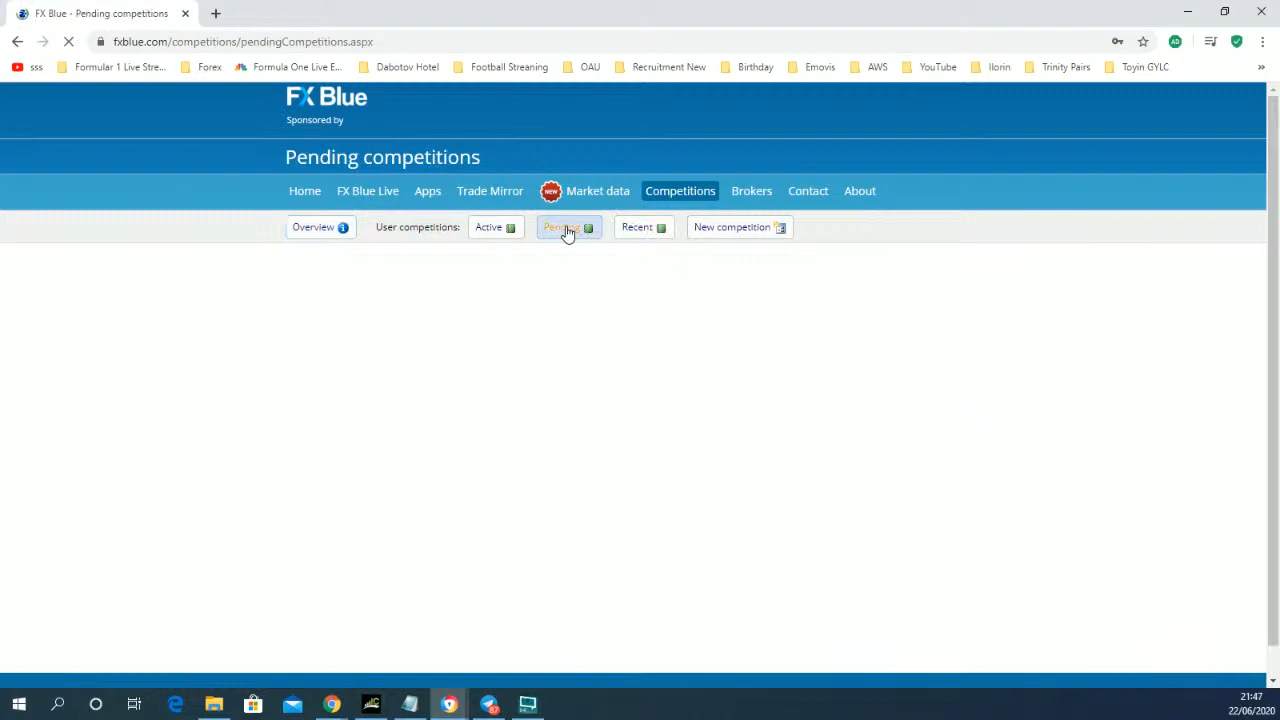 FX Blue - Pending competitions
fxblue.com/competitions/pendingCompetitions.aspx
AD
sss Formular 1 Live Stre... Forex Formula One Live E... Dabotov Hotel Football Streaming OAU Recruitment New Birthday Emovis AWS YouTube Ilorin Trinity Pairs Toyin GYLC »
FX Blue
Sponsored by
Pending competitions
Home FX Blue Live Apps Trade Mirror NEW Market data Competitions Brokers Contact About
Overview User competitions: Active Pending Recent New competition
21:47
22/06/2020